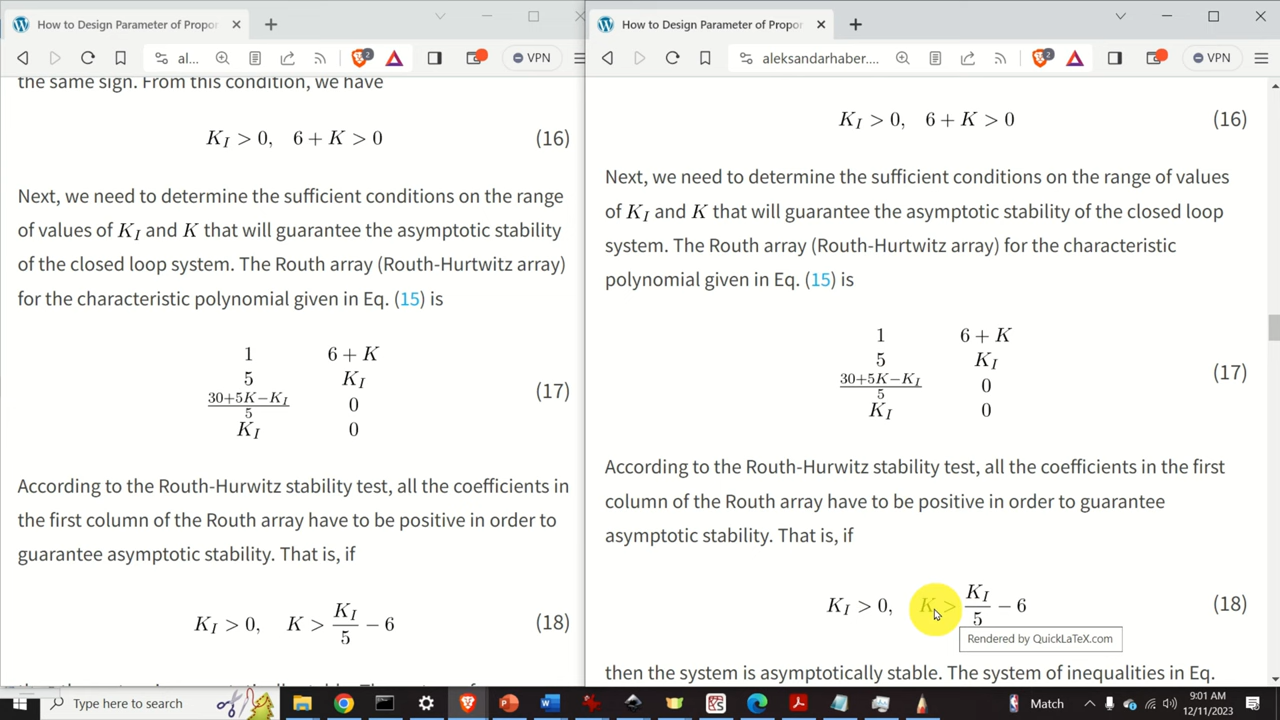 How to Design Parameter of Propor
al...
2
VPN
the same sign. From this condition, we have
K_I > 0, 6 + K > 0 (16)
Next, we need to determine the sufficient conditions on the range
of values of K_I and K that will guarantee the asymptotic stability
of the closed loop system. The Routh array (Routh-Hurtwitz array)
for the characteristic polynomial given in Eq. (15) is
1 6 + K
5 K_I
(30+5K−K_I)/5 0
K_I 0
(17)
According to the Routh-Hurwitz stability test, all the coefficients in
the first column of the Routh array have to be positive in order to
guarantee asymptotic stability. That is, if
K_I > 0, K > K_I/5 − 6 (18)
How to Design Parameter of Propor
aleksandarhaber....
2
VPN
K_I > 0, 6 + K > 0 (16)
Next, we need to determine the sufficient conditions on the range of values
of K_I and K that will guarantee the asymptotic stability of the closed loop
system. The Routh array (Routh-Hurtwitz array) for the characteristic
polynomial given in Eq. (15) is
1 6 + K
5 K_I
(30+5K−K_I)/5 0
K_I 0
(17)
According to the Routh-Hurwitz stability test, all the coefficients in the first
column of the Routh array have to be positive in order to guarantee
asymptotic stability. That is, if
K_I > 0, K > K_I/5 − 6 (18)
Rendered by QuickLaTeX.com
then the system is asymptotically stable. The system of inequalities in Eq.
Type here to search
Match
9:01 AM
12/11/2023